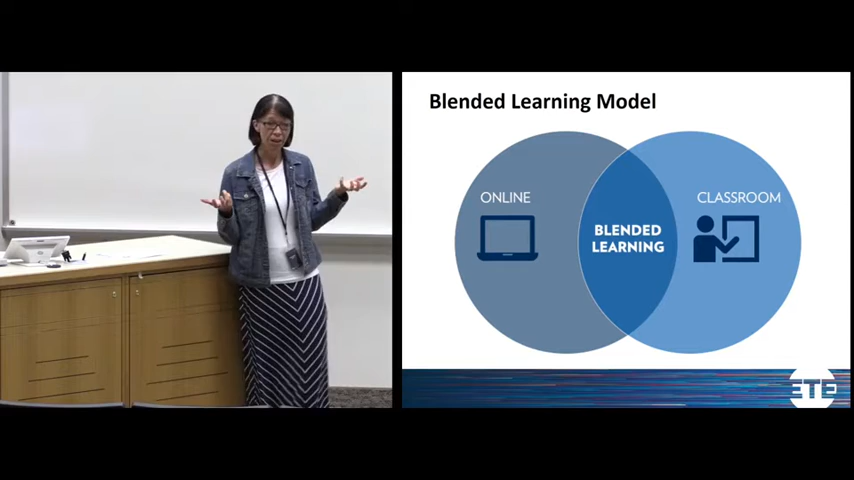 Blended Learning Model
ONLINE
CLASSROOM
BLENDED
LEARNING
ETE